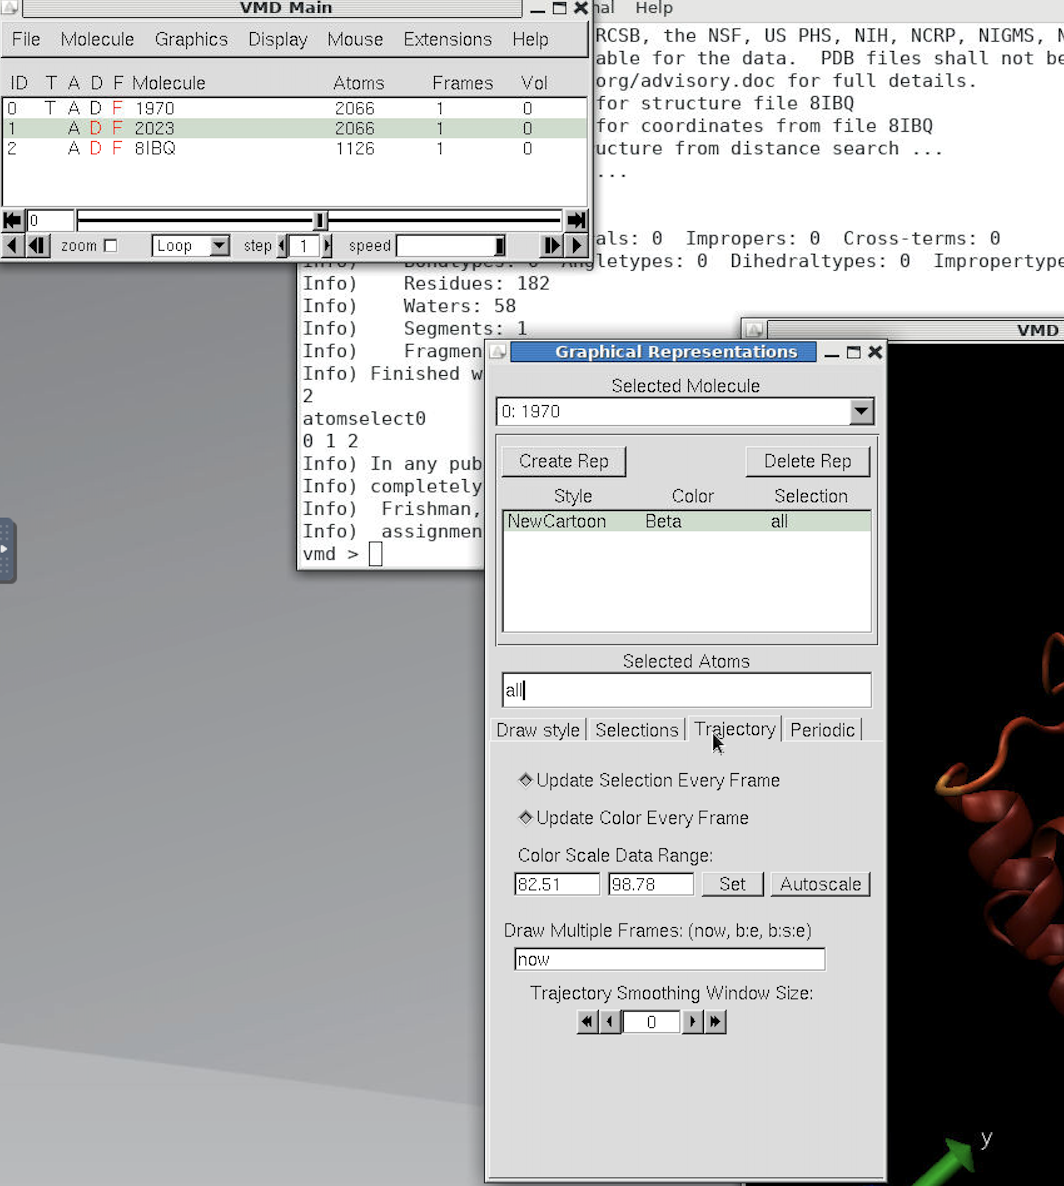 VMD Main
File Molecule Graphics Display Mouse Extensions Help
ID T A D F Molecule Atoms Frames Vol
0 T A D F 1970 2066 1 0
1 A D F 2023 2066 1 0
2 A D F 8IBQ 1126 1 0
0
zoom Loop step 1 speed
nal Help
RCSB, the NSF, US PHS, NIH, NCRP, NIGMS,
able for the data. PDB files shall not be
org/advisory.doc for full details.
for structure file 8IBQ
for coordinates from file 8IBQ
ucture from distance search ...
...
als: 0 Impropers: 0 Cross-terms: 0
Info) Bondtypes: 0 Angletypes: 0 Dihedraltypes: 0 Impropertype
Info) Residues: 182
Info) Waters: 58
Info) Segments: 1
Info) Fragmen
Info) Finished w
2
atomselect0
0 1 2
Info) In any pub
Info) completely
Info) Frishman,
Info) assignmen
vmd >
VMD
Graphical Representations
Selected Molecule
0: 1970
Create Rep Delete Rep
Style Color Selection
NewCartoon Beta all
Selected Atoms
all
Draw style Selections Trajectory Periodic
Update Selection Every Frame
Update Color Every Frame
Color Scale Data Range:
82.51 98.78 Set Autoscale
Draw Multiple Frames: (now, b:e, b:s:e)
now
Trajectory Smoothing Window Size:
0
y